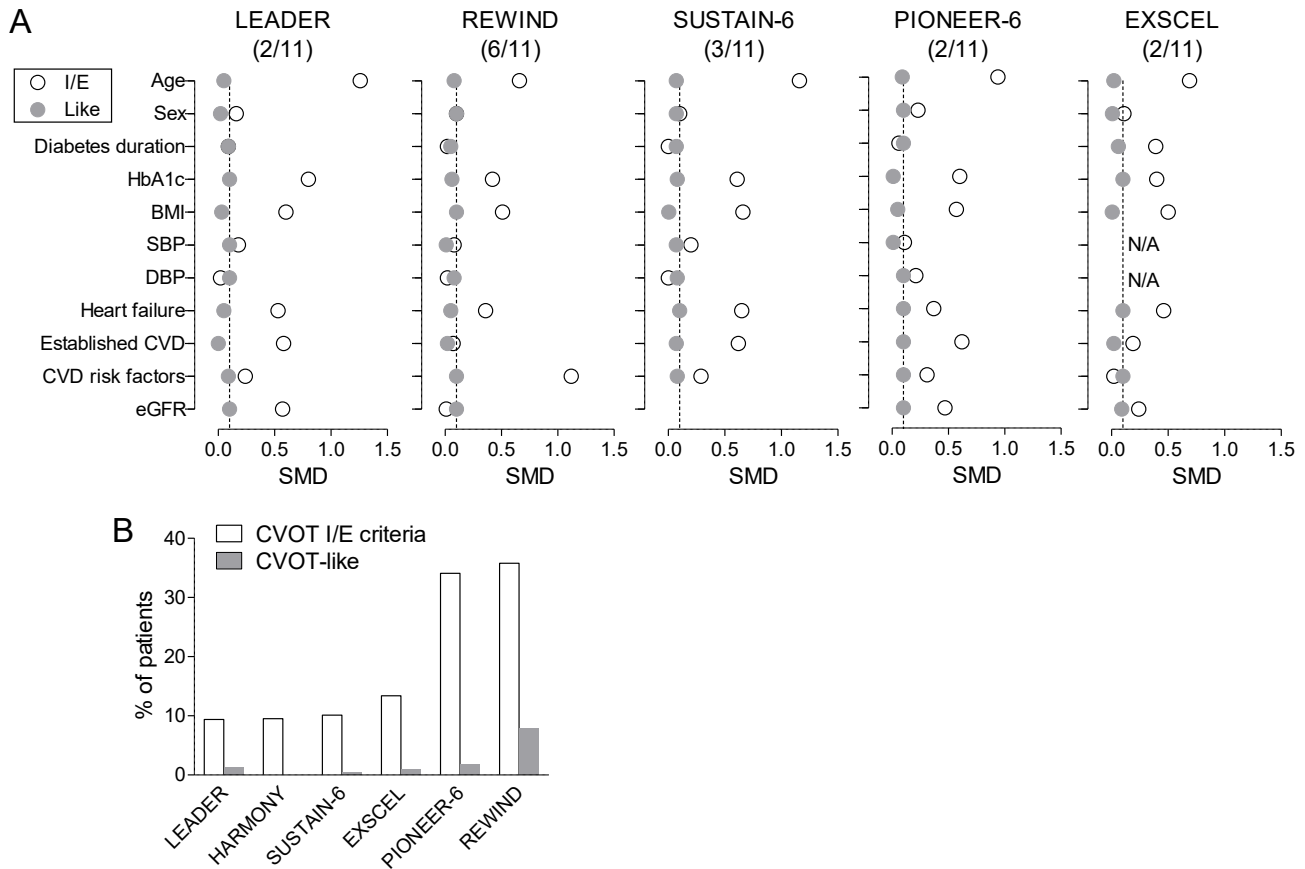 A
LEADER
(2/11)
REWIND
(6/11)
SUSTAIN-6
(3/11)
PIONEER-6
(2/11)
EXSCEL
(2/11)
I/E
Like
Age
Sex
Diabetes duration
HbA1c
BMI
SBP
DBP
Heart failure
Established CVD
CVD risk factors
eGFR
N/A
N/A
0.0 0.5 1.0 1.5
SMD
0.0 0.5 1.0 1.5
SMD
0.0 0.5 1.0 1.5
SMD
0.0 0.5 1.0 1.5
SMD
0.0 0.5 1.0 1.5
SMD
B
CVOT I/E criteria
CVOT-like
% of patients
40
30
20
10
0
LEADER
HARMONY
SUSTAIN-6
EXSCEL
PIONEER-6
REWIND